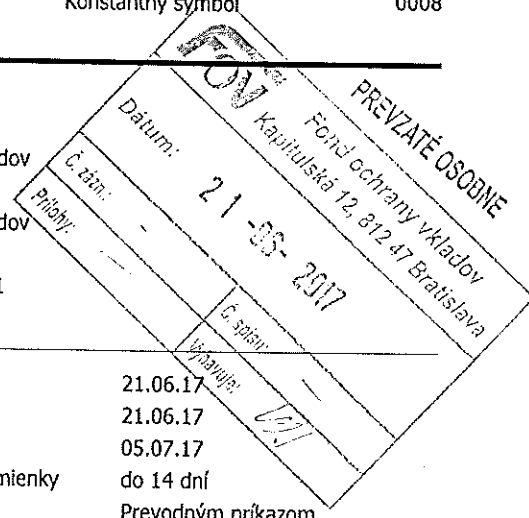 Konštantný symbol 0008
PREVZATÉ OSOBNE
FOV
Fond ochrany vkladov
Kapitulská 12, 812 47 Bratislava
Dátum:
21 -06- 2017
Č. zázn.: -
Prílohy: —
Č. spisu: —
Vybavuje:
dov
dov
1
21.06.17
21.06.17
05.07.17
mienky do 14 dní
Prevodným príkazom